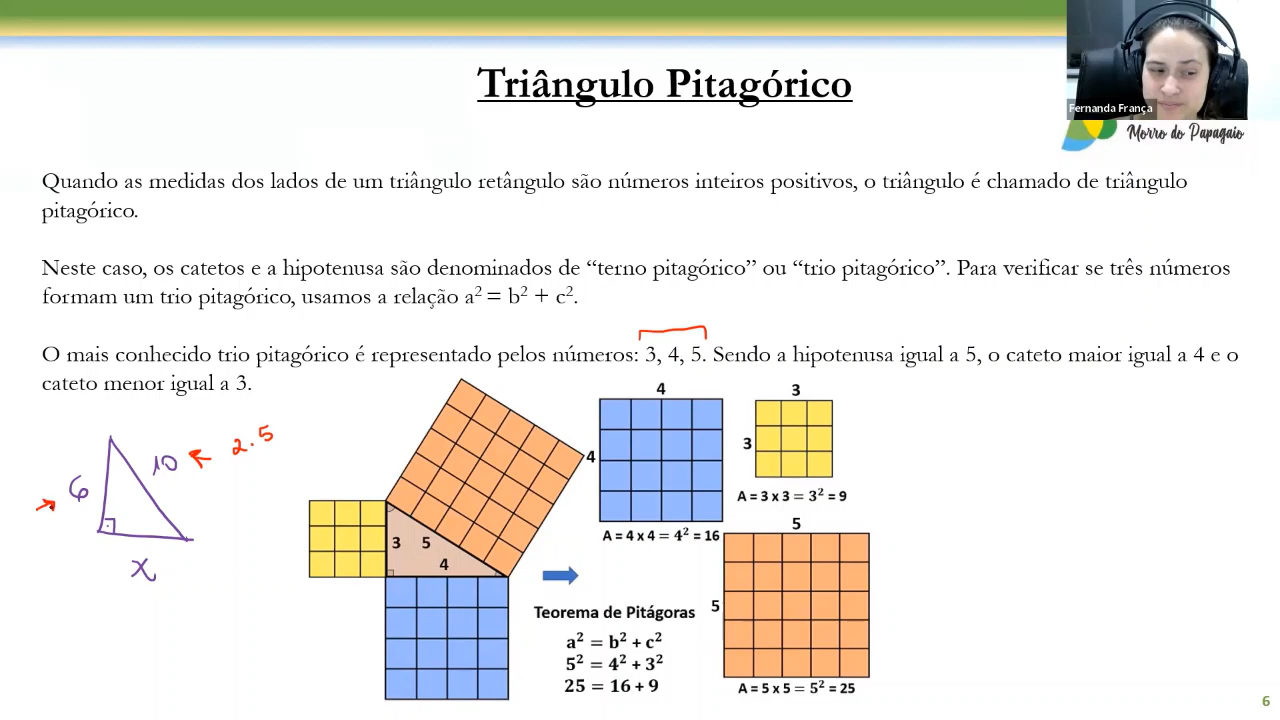 Triângulo Pitagórico
Fernanda França
Morro do Papagaio
Quando as medidas dos lados de um triângulo retângulo são números inteiros positivos, o triângulo é chamado de triângulo
pitagórico.
Neste caso, os catetos e a hipotenusa são denominados de “terno pitagórico” ou “trio pitagórico”. Para verificar se três números
formam um trio pitagórico, usamos a relação a² = b² + c².
O mais conhecido trio pitagórico é representado pelos números: 3, 4, 5. Sendo a hipotenusa igual a 5, o cateto maior igual a 4 e o
cateto menor igual a 3.
6
10
2.5
x
3
5
4
4
4
A = 4 x 4 = 4² = 16
3
3
A = 3 x 3 = 3² = 9
Teorema de Pitágoras
a² = b² + c²
5² = 4² + 3²
25 = 16 + 9
5
5
A = 5 x 5 = 5² = 25
6